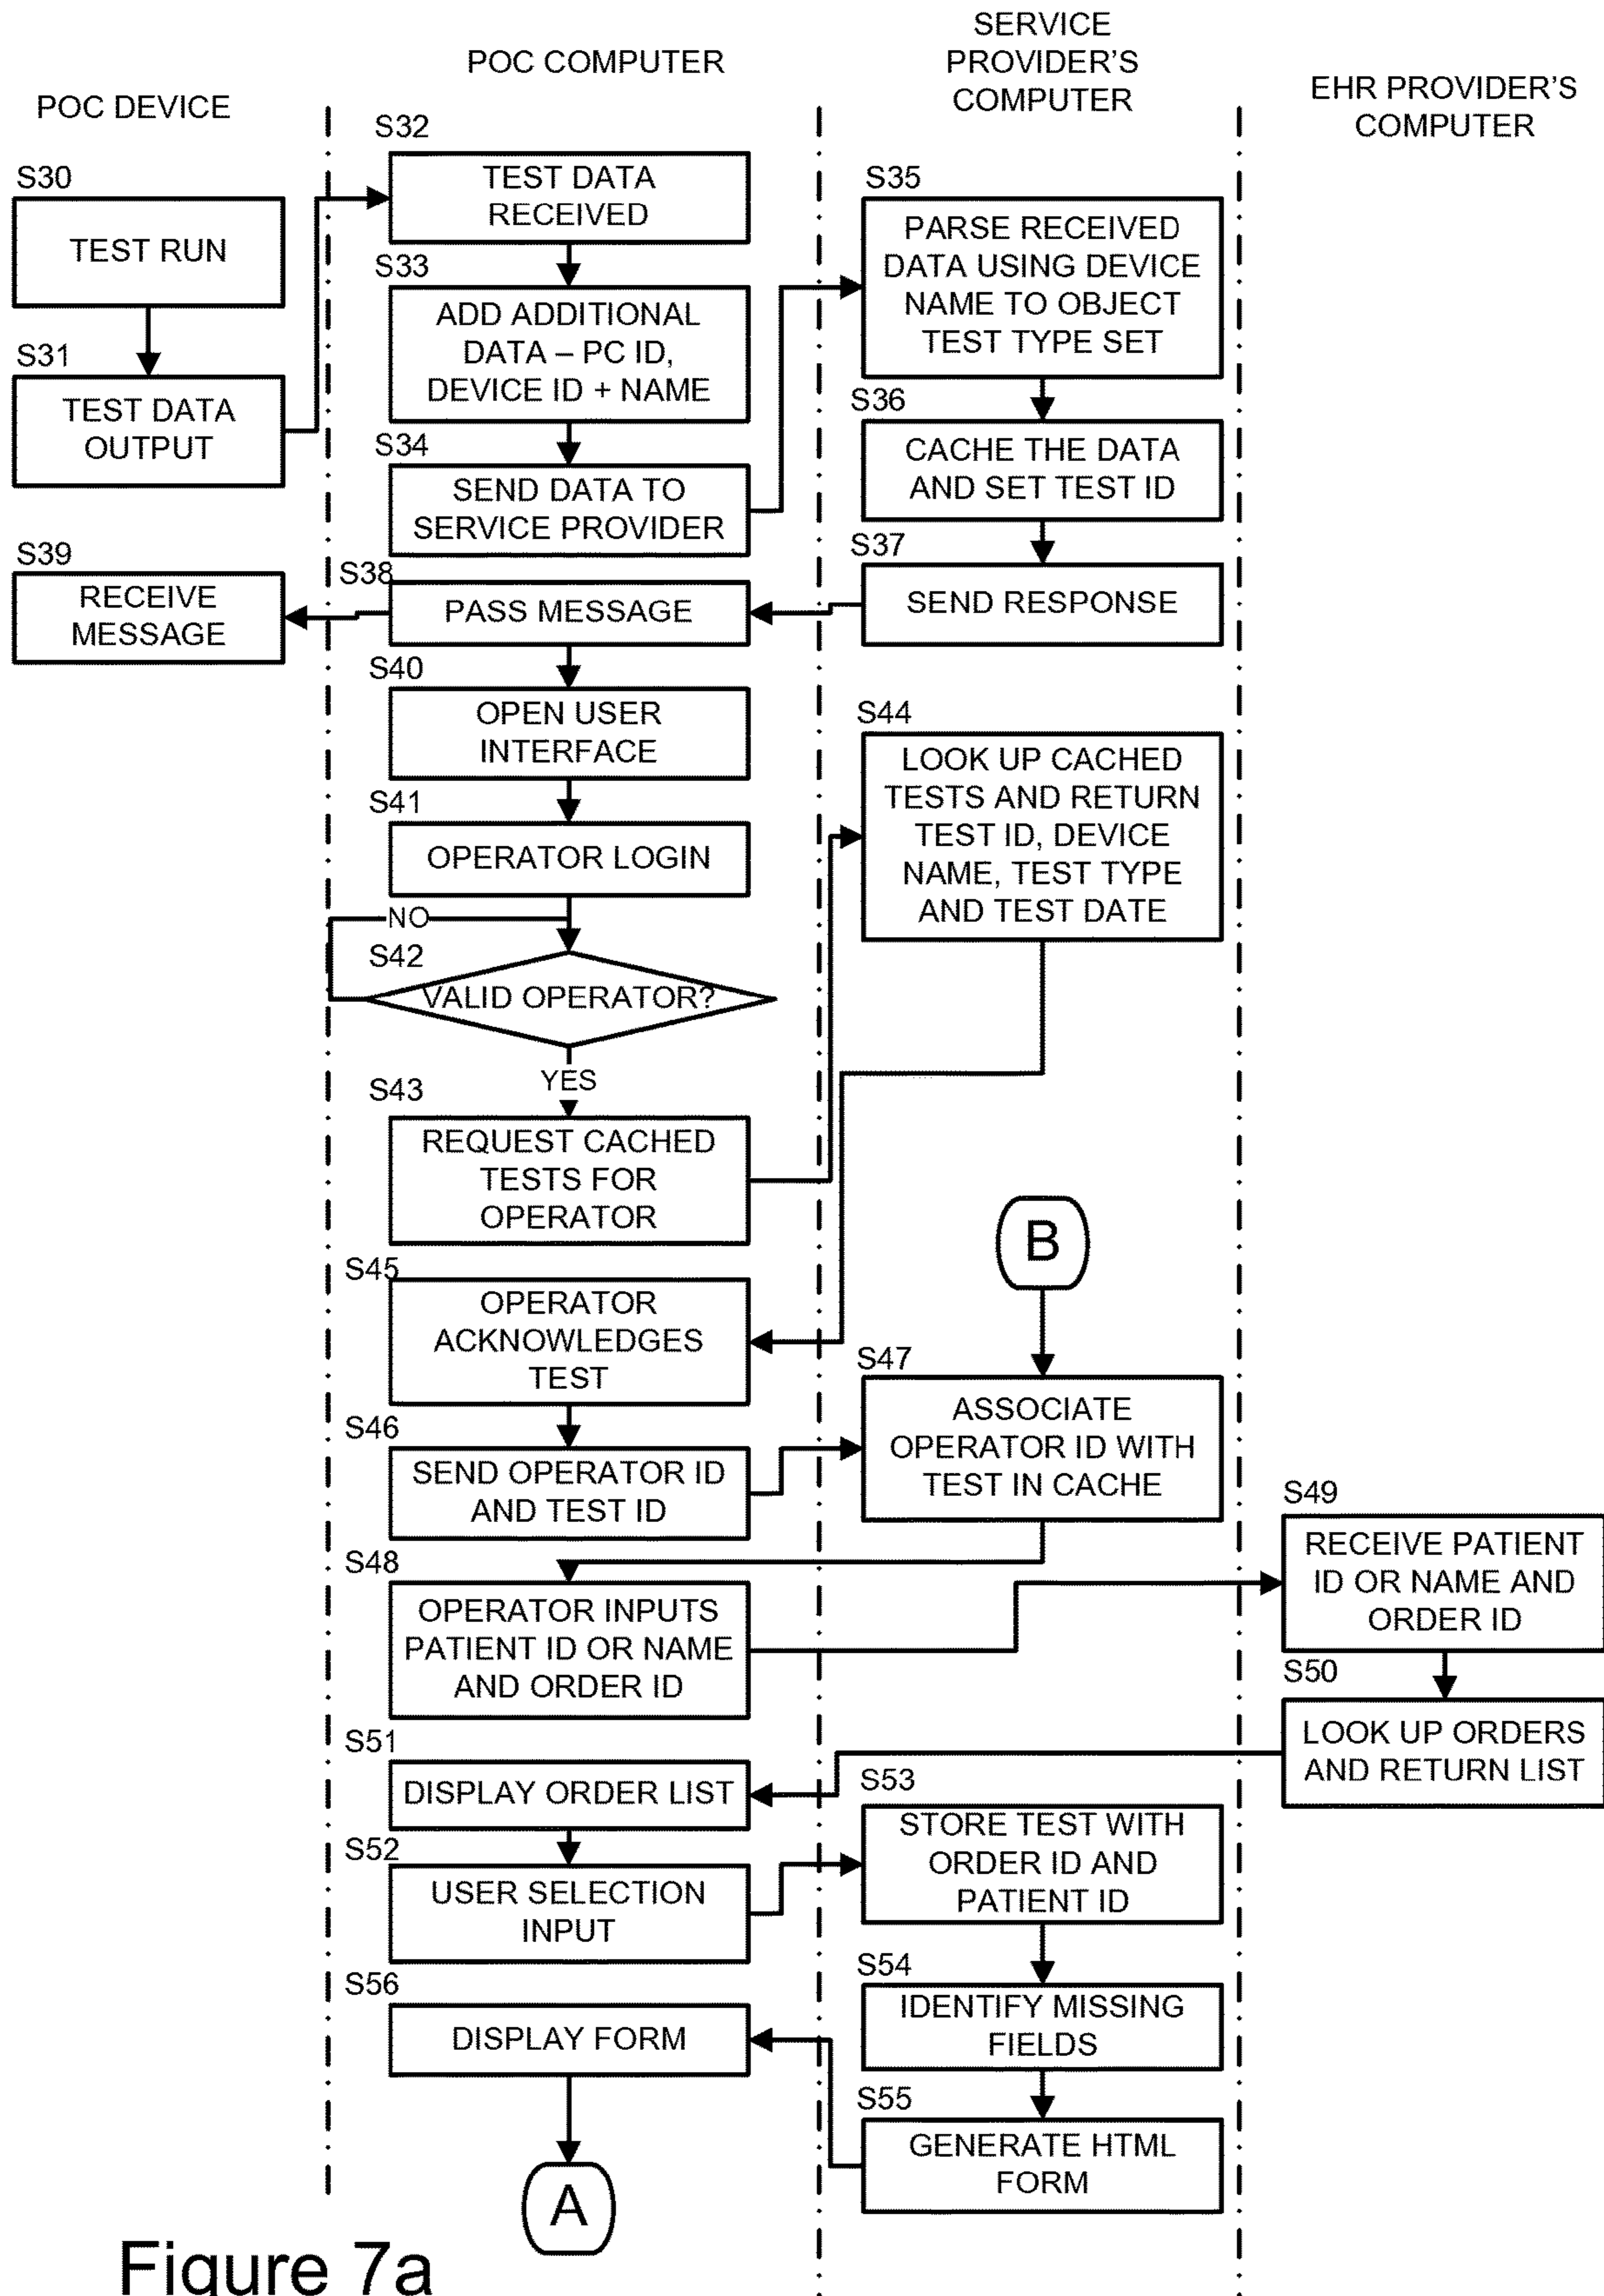 POC DEVICE
POC COMPUTER
SERVICE
PROVIDER'S
COMPUTER
EHR PROVIDER'S
COMPUTER
S30
TEST RUN
S31
TEST DATA
OUTPUT
S32
TEST DATA
RECEIVED
S33
ADD ADDITIONAL
DATA – PC ID,
DEVICE ID + NAME
S34
SEND DATA TO
SERVICE PROVIDER
S35
PARSE RECEIVED
DATA USING DEVICE
NAME TO OBJECT
TEST TYPE SET
S36
CACHE THE DATA
AND SET TEST ID
S37
SEND RESPONSE
S38
PASS MESSAGE
S39
RECEIVE
MESSAGE
S40
OPEN USER
INTERFACE
S41
OPERATOR LOGIN
NO
S42
VALID OPERATOR?
YES
S43
REQUEST CACHED
TESTS FOR
OPERATOR
S44
LOOK UP CACHED
TESTS AND RETURN
TEST ID, DEVICE
NAME, TEST TYPE
AND TEST DATE
S45
OPERATOR
ACKNOWLEDGES
TEST
S46
SEND OPERATOR ID
AND TEST ID
B
S47
ASSOCIATE
OPERATOR ID WITH
TEST IN CACHE
S48
OPERATOR INPUTS
PATIENT ID OR NAME
AND ORDER ID
S49
RECEIVE PATIENT
ID OR NAME AND
ORDER ID
S50
LOOK UP ORDERS
AND RETURN LIST
S51
DISPLAY ORDER LIST
S52
USER SELECTION
INPUT
S53
STORE TEST WITH
ORDER ID AND
PATIENT ID
S54
IDENTIFY MISSING
FIELDS
S55
GENERATE HTML
FORM
S56
DISPLAY FORM
A
Figure 7a